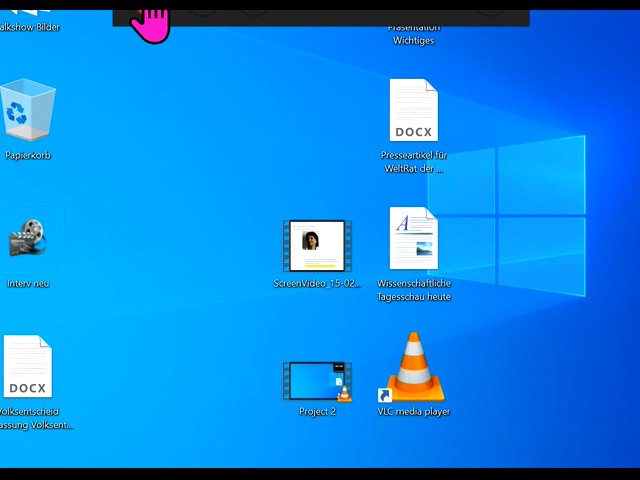 alkshow Bilder
Präsentation
Wichtiges
DOCX
Papierkorb
Presseartikel für
WeltRat der ...
A
Interv neu
ScreenVideo_15-02...
Wissenschaftliche
Tagesschau heute
DOCX
Volksentscheid
assung Volksent...
Project 2
VLC media player